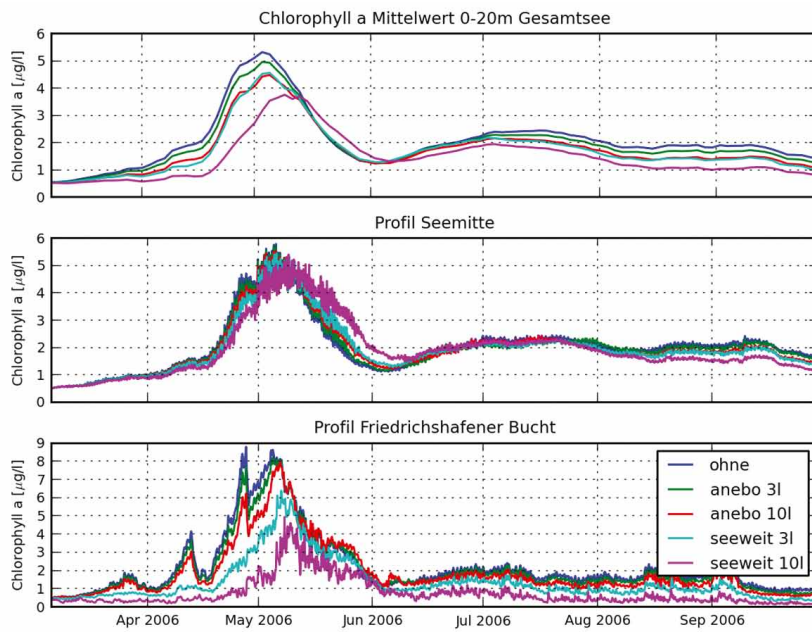 Chlorophyll a Mittelwert 0-20m Gesamtsee
Chlorophyll a [µg/l]
6
5
4
3
2
1
0
Profil Seemitte
Chlorophyll a [µg/l]
6
5
4
3
2
1
0
Profil Friedrichshafener Bucht
Chlorophyll a [µg/l]
9
8
7
6
5
4
3
2
1
0
ohne
anebo 3l
anebo 10l
seeweit 3l
seeweit 10l
Apr 2006 May 2006 Jun 2006 Jul 2006 Aug 2006 Sep 2006